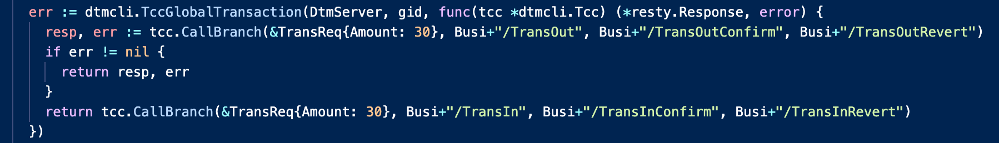 err := dtmcli.TccGlobalTransaction(DtmServer, gid, func(tcc *dtmcli.Tcc) (*resty.Response, error) {
  resp, err := tcc.CallBranch(&TransReq{Amount: 30}, Busi+"/TransOut", Busi+"/TransOutConfirm", Busi+"/TransOutRevert")
  if err != nil {
    return resp, err
  }
  return tcc.CallBranch(&TransReq{Amount: 30}, Busi+"/TransIn", Busi+"/TransInConfirm", Busi+"/TransInRevert")
})